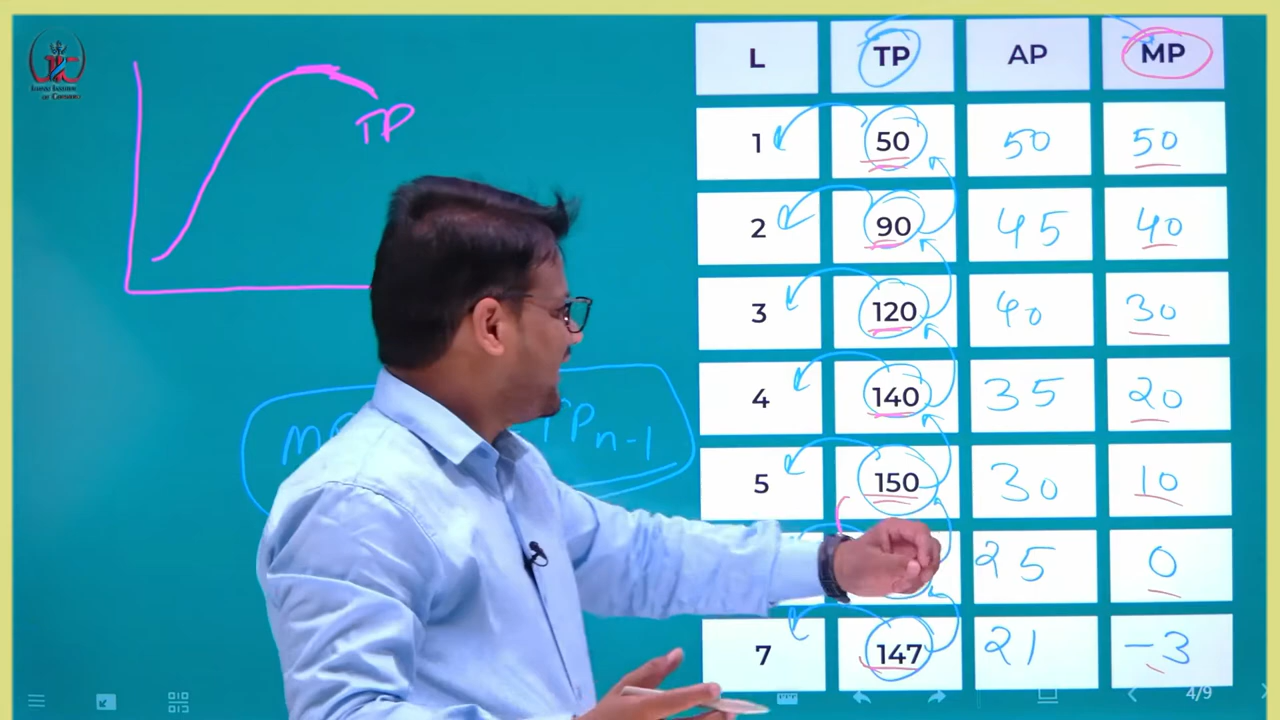 TP
L TP AP MP
1 50 50 50
2 90 45 40
3 120 40 30
4 140 35 20
TPn-1
5 150 30 10
25 0
7 147 21 -3
4/9